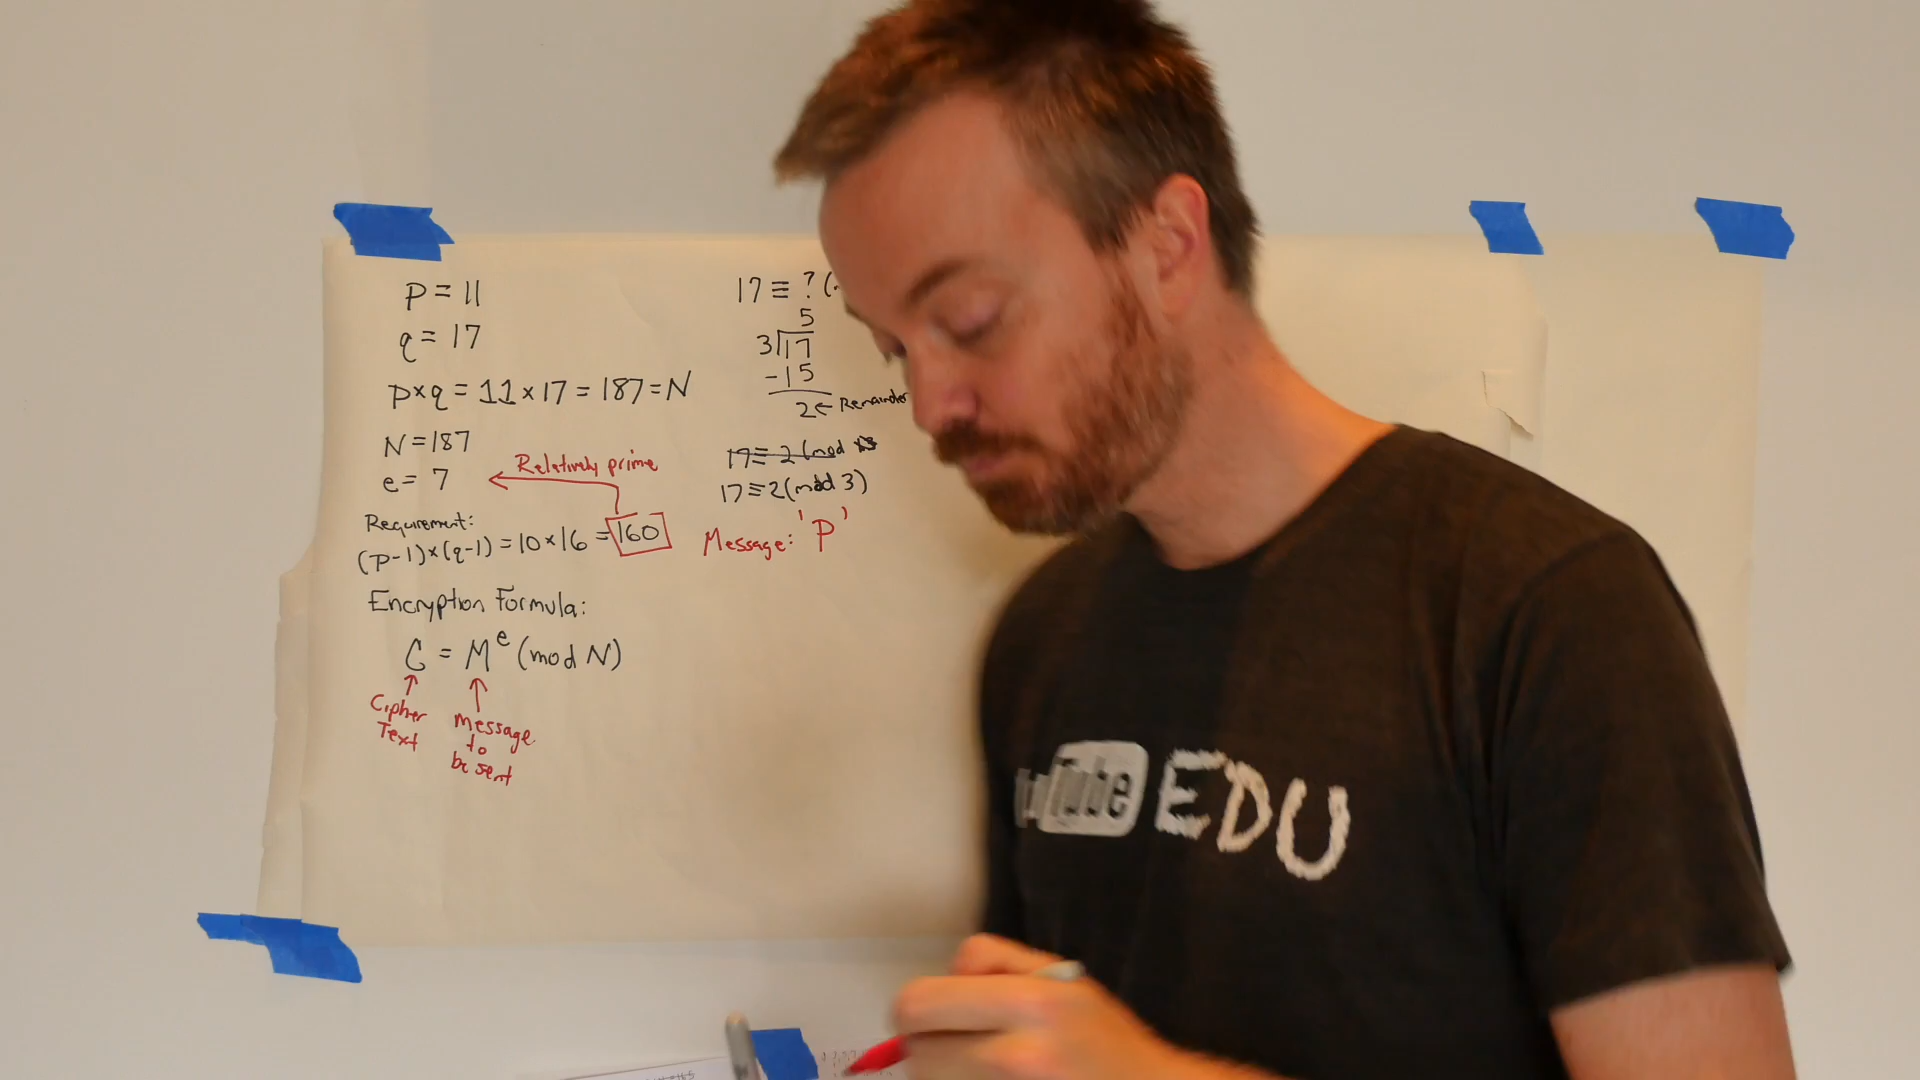 p = 11
q = 17
p×q = 11 × 17 = 187 = N
N = 187
e = 7
Relatively prime
Requirement:
(p-1)×(q-1) = 10 × 16 = 160
Encryption Formula:
C = M^e (mod N)
Cipher
Text
Message
to
be sent
17 ≡ ? (
5
3)17
-15
2 ← Remainder
17 ≡ 2 (mod
17 ≡ 2 (mod 3)
Message: 'P'
Tube EDU